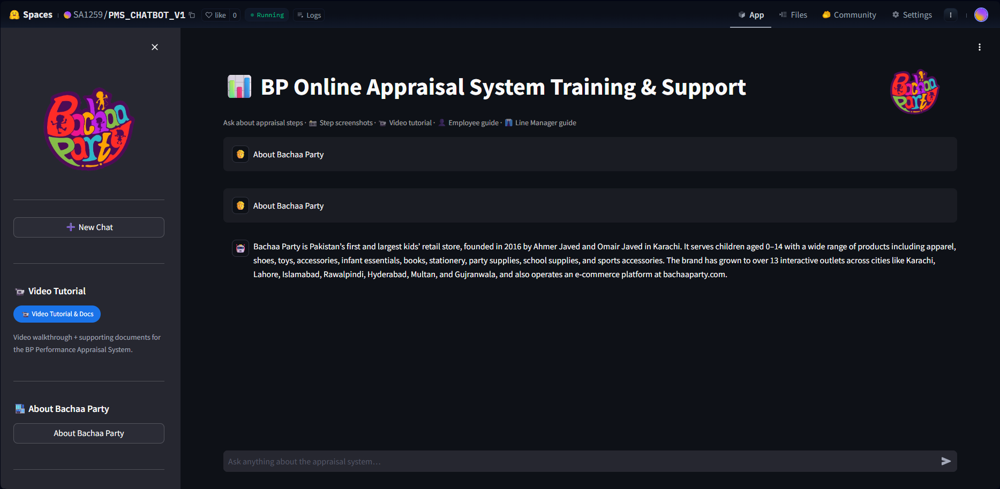 Spaces
SA1259/PMS_CHATBOT_V1
like 0
Running
Logs
App
Files
Community
Settings
Bachaa
Party
New Chat
Video Tutorial
Video Tutorial & Docs
Video walkthrough + supporting documents for
the BP Performance Appraisal System.
About Bachaa Party
About Bachaa Party
BP Online Appraisal System Training & Support
Bachaa
Party
Ask about appraisal steps · Step screenshots · Video tutorial · Employee guide · Line Manager guide
About Bachaa Party
About Bachaa Party
Bachaa Party is Pakistan’s first and largest kids’ retail store, founded in 2016 by Ahmer Javed and Omair Javed in Karachi. It serves children aged 0–14 with a wide range of products including apparel,
shoes, toys, accessories, infant essentials, books, stationery, party supplies, school supplies, and sports accessories. The brand has grown to over 13 interactive outlets across cities like Karachi,
Lahore, Islamabad, Rawalpindi, Hyderabad, Multan, and Gujranwala, and also operates an e-commerce platform at bachaaparty.com.
Ask anything about the appraisal system…